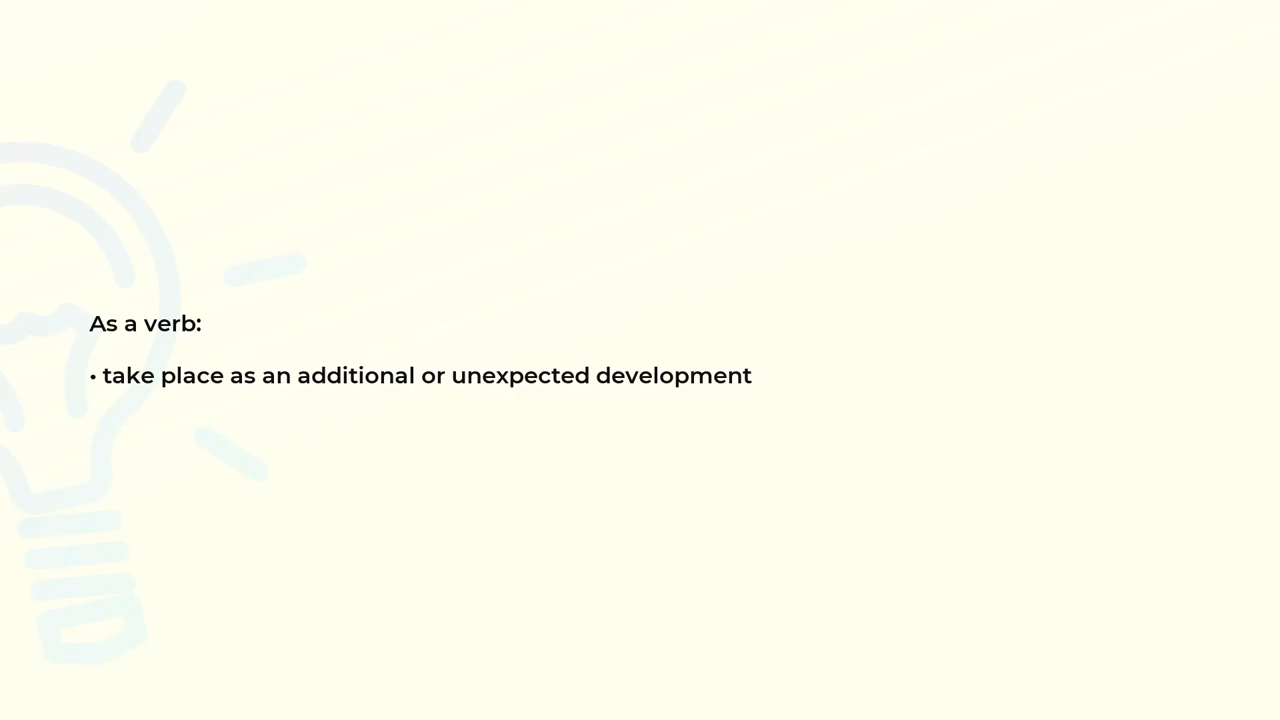 As a verb:
• take place as an additional or unexpected development